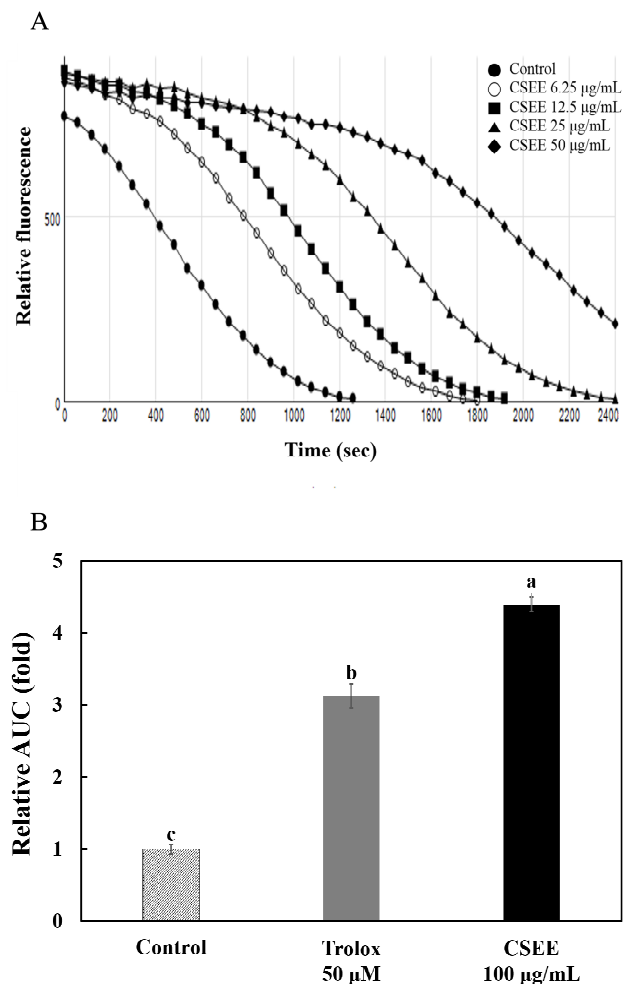 A
Control
CSEE 6.25 μg/mL
CSEE 12.5 μg/mL
CSEE 25 μg/mL
CSEE 50 μg/mL
Relative fluorescence
500
0
0 200 400 600 800 1000 1200 1400 1600 1800 2000 2200 2400
Time (sec)
B
Relative AUC (fold)
5
4
3
2
1
0
a
b
c
Control Trolox CSEE
50 μM 100 μg/mL